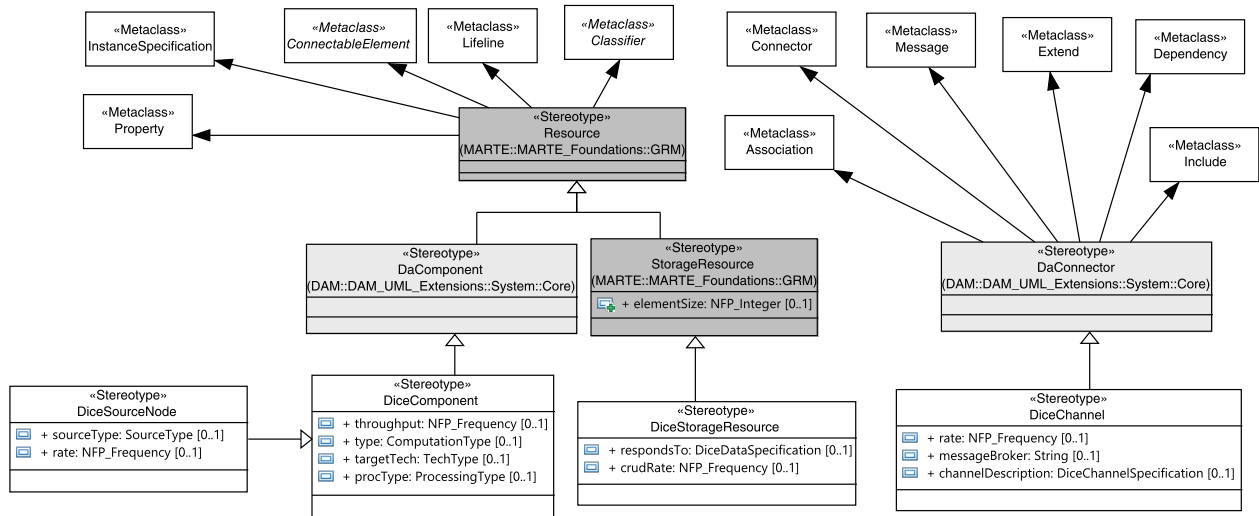 «Metaclass»
InstanceSpecification
«Metaclass»
ConnectableElement
«Metaclass»
Lifeline
«Metaclass»
Classifier
«Metaclass»
Connector
«Metaclass»
Message
«Metaclass»
Extend
«Metaclass»
Dependency
«Metaclass»
Property
«Stereotype»
Resource
(MARTE::MARTE_Foundations::GRM)
«Metaclass»
Association
«Metaclass»
Include
«Stereotype»
DaComponent
(DAM::DAM_UML_Extensions::System::Core)
«Stereotype»
StorageResource
(MARTE::MARTE_Foundations::GRM)
+ elementSize: NFP_Integer [0..1]
«Stereotype»
DaConnector
(DAM::DAM_UML_Extensions::System::Core)
«Stereotype»
DiceSourceNode
+ sourceType: SourceType [0..1]
+ rate: NFP_Frequency [0..1]
«Stereotype»
DiceComponent
+ throughput: NFP_Frequency [0..1]
+ type: ComputationType [0..1]
+ targetTech: TechType [0..1]
+ procType: ProcessingType [0..1]
«Stereotype»
DiceStorageResource
+ respondsTo: DiceDataSpecification [0..1]
+ crudRate: NFP_Frequency [0..1]
«Stereotype»
DiceChannel
+ rate: NFP_Frequency [0..1]
+ messageBroker: String [0..1]
+ channelDescription: DiceChannelSpecification [0..1]